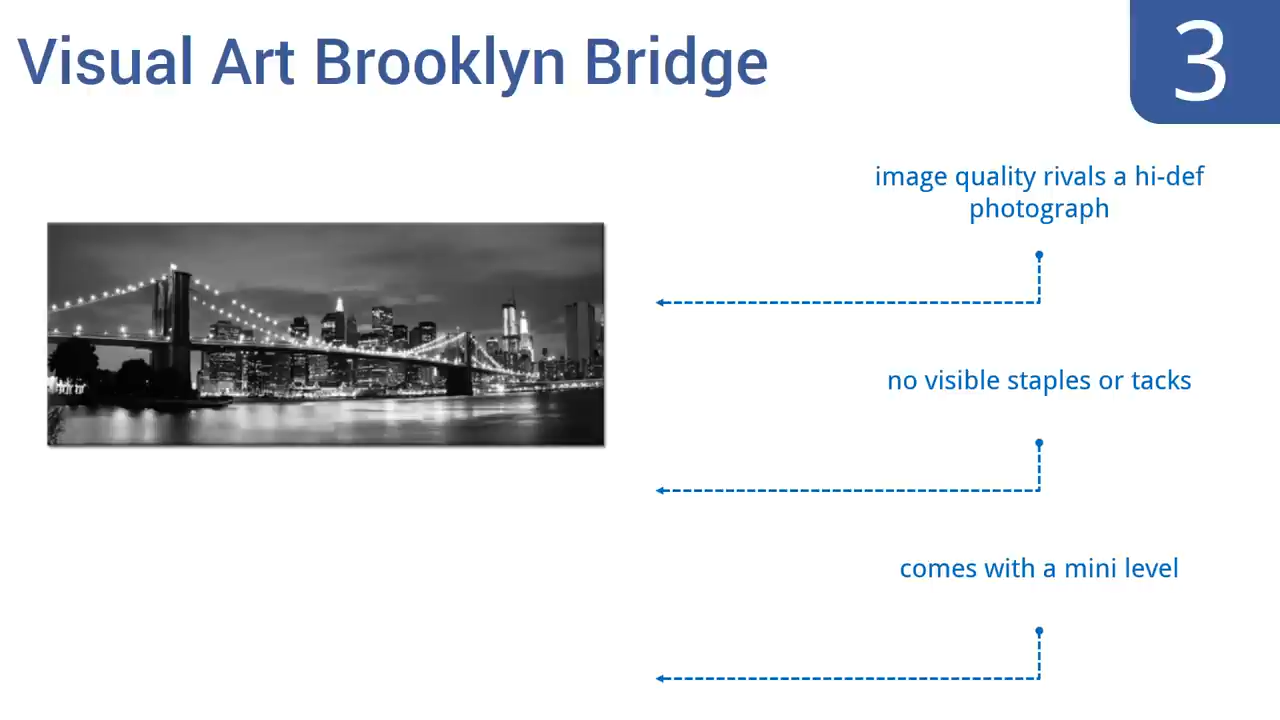 Visual Art Brooklyn Bridge
3
image quality rivals a hi-def
photograph
no visible staples or tacks
comes with a mini level